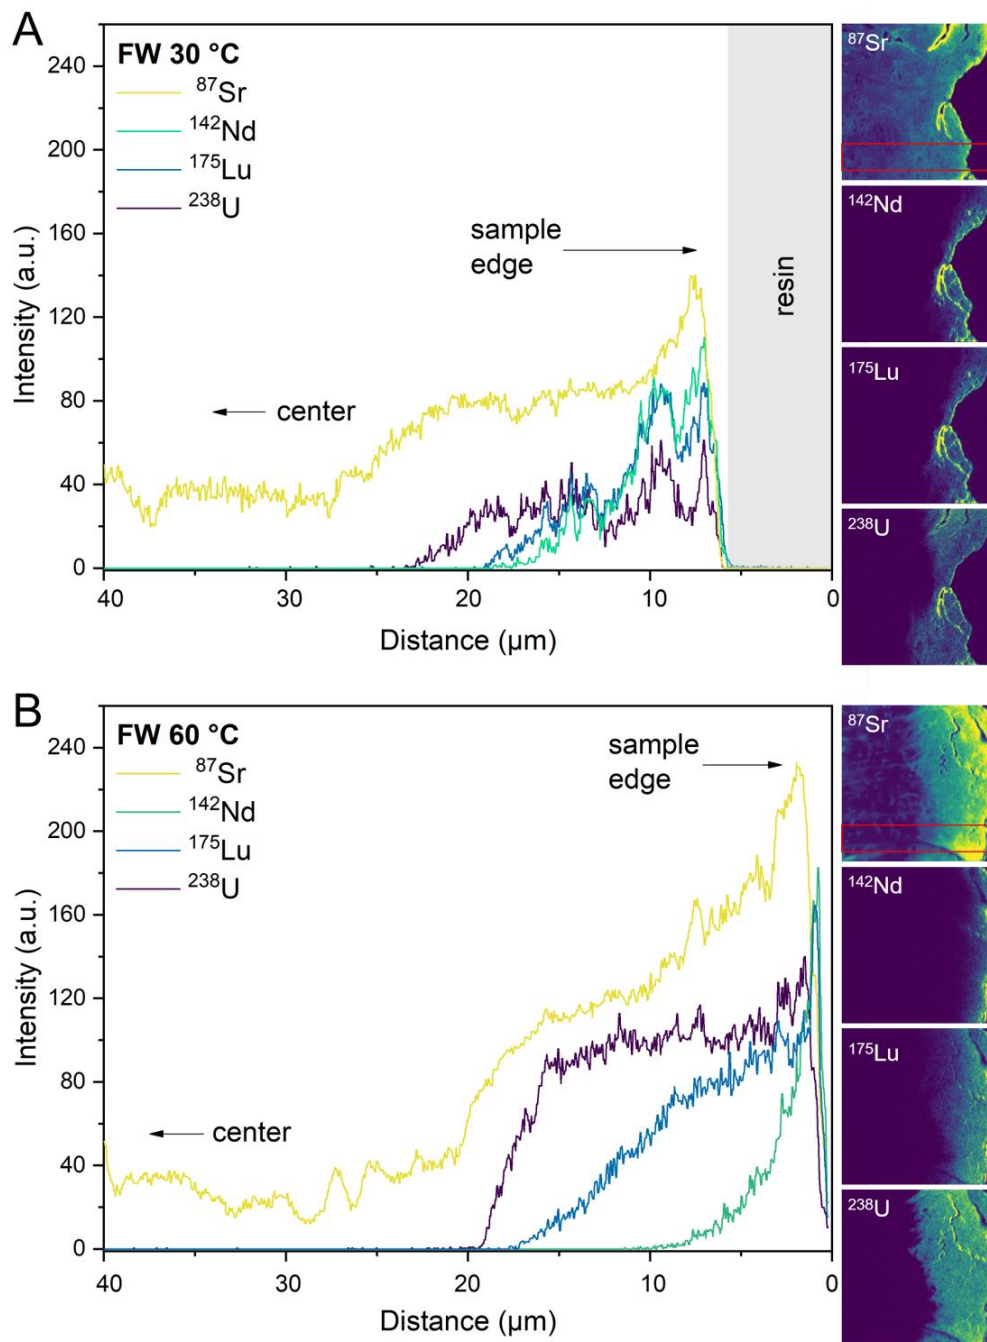 A
FW 30 °C
⁸⁷Sr
¹⁴²Nd
¹⁷⁵Lu
²³⁸U
240
200
160
120
80
40
0
Intensity (a.u.)
sample
edge
center
resin
40
30
20
10
0
Distance (µm)
⁸⁷Sr
¹⁴²Nd
¹⁷⁵Lu
²³⁸U
B
FW 60 °C
⁸⁷Sr
¹⁴²Nd
¹⁷⁵Lu
²³⁸U
240
200
160
120
80
40
0
Intensity (a.u.)
sample
edge
center
40
30
20
10
0
Distance (µm)
⁸⁷Sr
¹⁴²Nd
¹⁷⁵Lu
²³⁸U